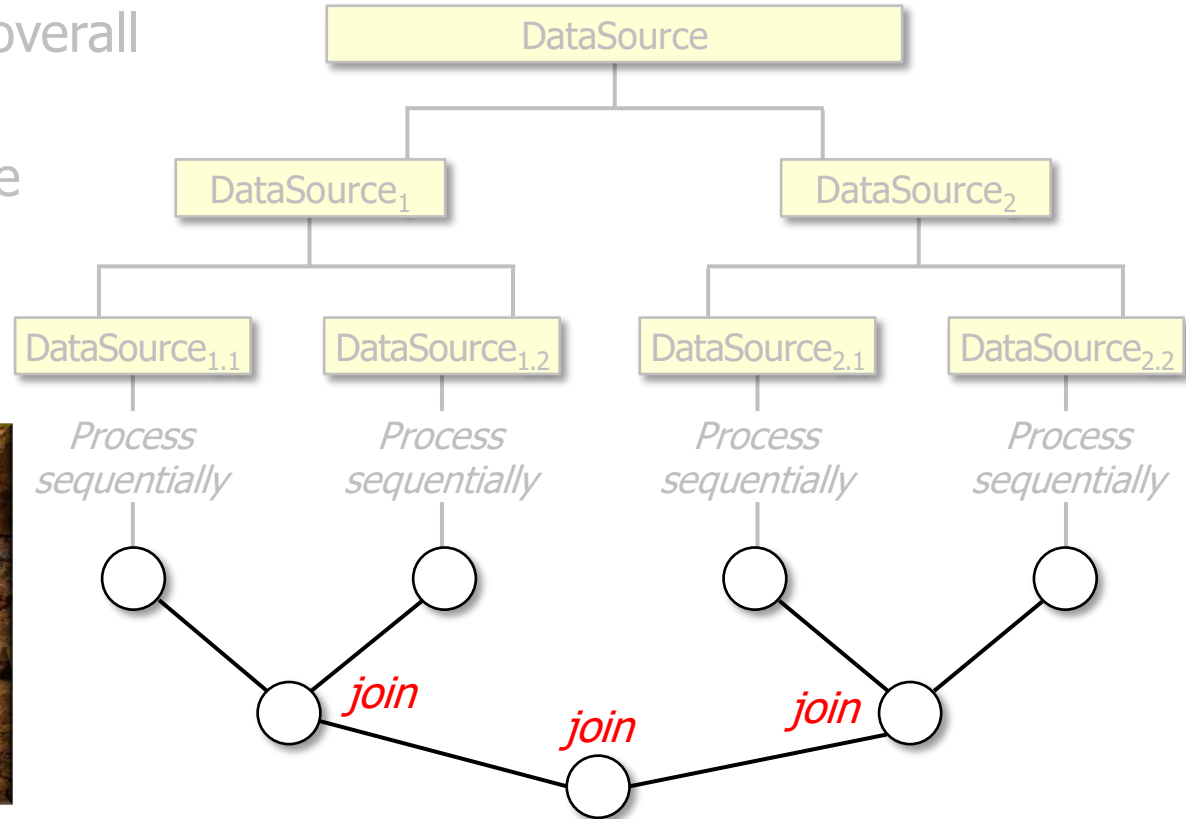 overall
DataSource
e
DataSource1
DataSource2
DataSource1.1
DataSource1.2
DataSource2.1
DataSource2.2
Process
sequentially
Process
sequentially
Process
sequentially
Process
sequentially
join
join
join